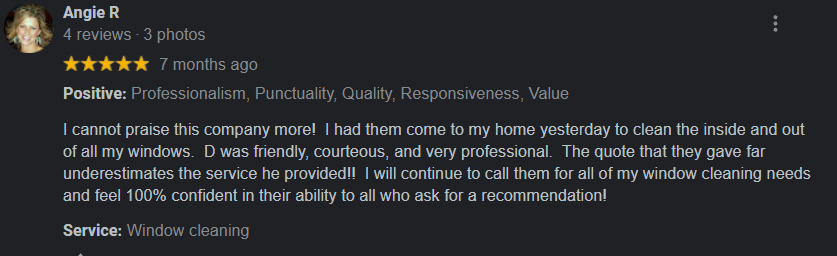 Angie R
4 reviews · 3 photos
7 months ago
Positive: Professionalism, Punctuality, Quality, Responsiveness, Value
I cannot praise this company more!  I had them come to my home yesterday to clean the inside and out
of all my windows.  D was friendly, courteous, and very professional.  The quote that they gave far
underestimates the service he provided!!  I will continue to call them for all of my window cleaning needs
and feel 100% confident in their ability to all who ask for a recommendation!
Service: Window cleaning